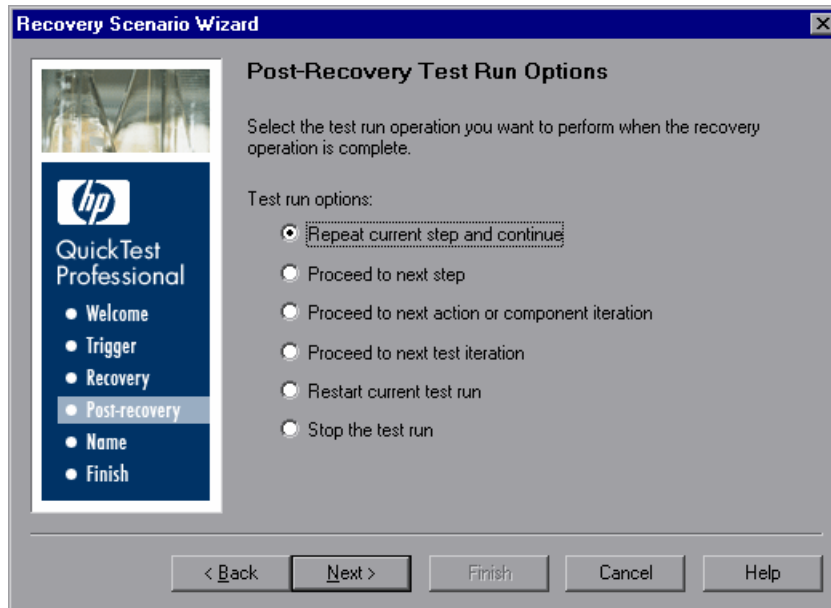 Recovery Scenario Wizard
Post-Recovery Test Run Options
Select the test run operation you want to perform when the recovery
operation is complete.
Test run options:
Repeat current step and continue
Proceed to next step
Proceed to next action or component iteration
Proceed to next test iteration
Restart current test run
Stop the test run
hp
QuickTest
Professional
Welcome
Trigger
Recovery
Post-recovery
Name
Finish
< Back
Next >
Finish
Cancel
Help